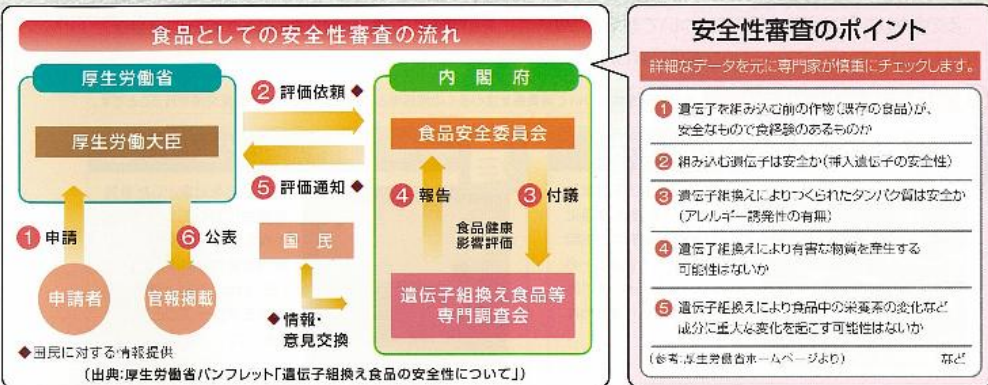 食品としての安全性審査の流れ
厚生労働省
厚生労働大臣
① 申請
申請者
⑥ 公表
官報掲載
② 評価依頼 ◆
⑤ 評価通知 ◆
国民
◆情報・
意見交換
内閣府
食品安全委員会
④ 報告
食品健康
影響評価
③ 付議
遺伝子組換え食品等
専門調査会
◆国民に対する情報提供
(出典:厚生労働省パンフレット「遺伝子組換え食品の安全性について」)
安全性審査のポイント
詳細なデータを元に専門家が慎重にチェックします。
① 遺伝子を組み込む前の作物(既存の食品)が、
安全なもので食経験のあるものか
② 組み込む遺伝子は安全か(挿入遺伝子の安全性)
③ 遺伝子組換えによりつくられたタンパク質は安全か
(アレルギー誘発性の有無)
④ 遺伝子組換えにより有害な物質を産生する
可能性はないか
⑤ 遺伝子組換えにより食品中の栄養素の変化など
成分に重大な変化を起こす可能性はないか
(参考:厚生労働省ホームページより) など